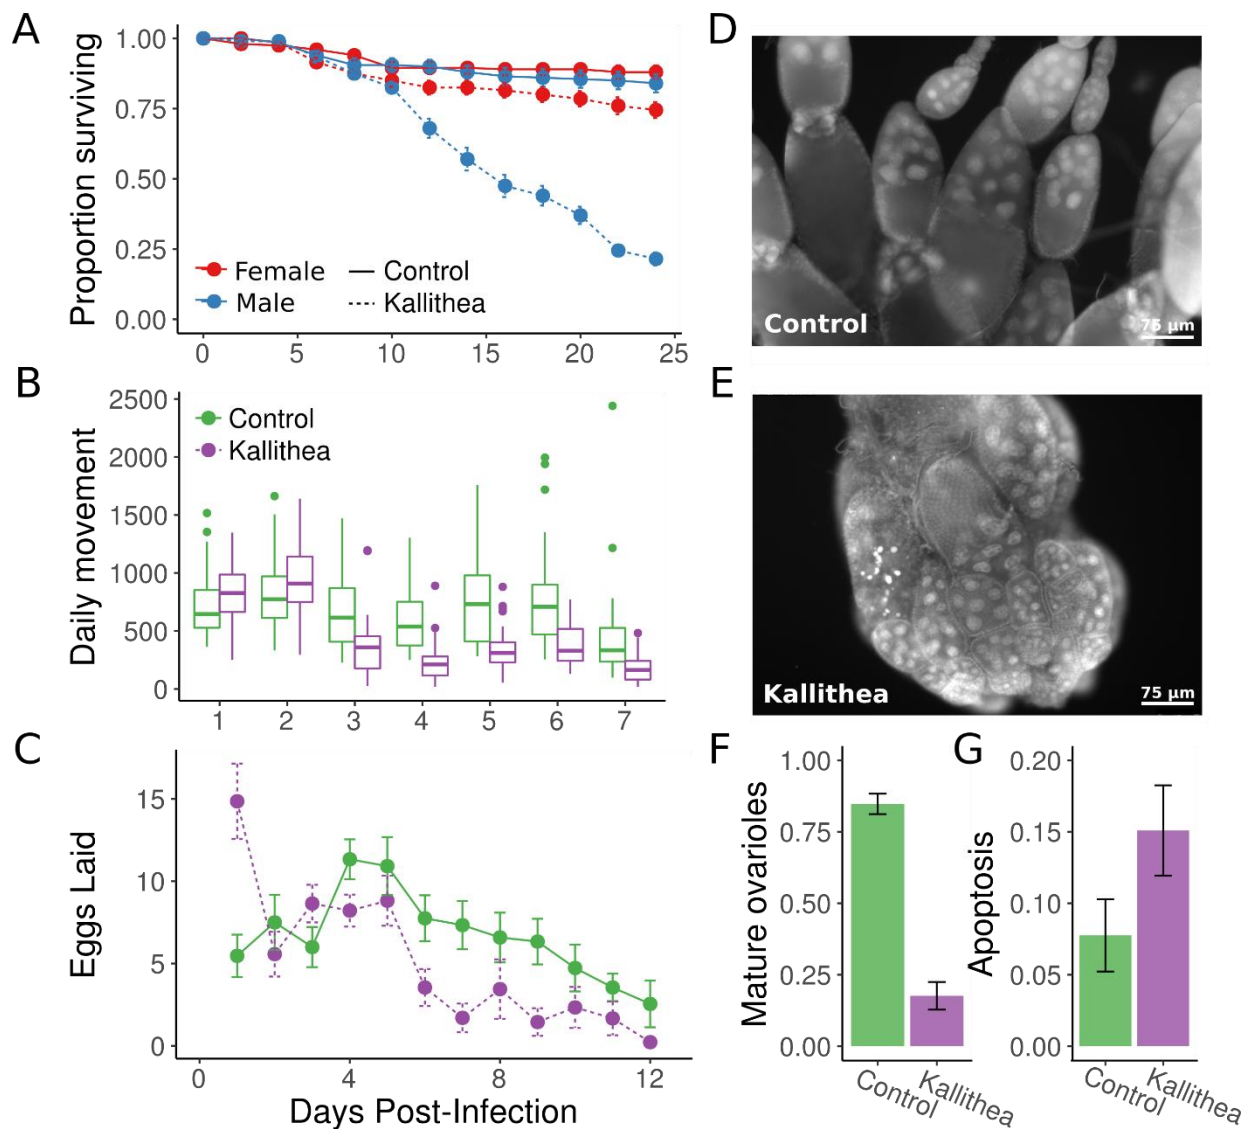 A
Proportion surviving
1.00
0.75
0.50
0.25
0.00
Female
Male
Control
Kallithea
0 5 10 15 20 25
B
Daily movement
2500
2000
1500
1000
500
0
Control
Kallithea
1 2 3 4 5 6 7
C
Eggs Laid
15
10
5
0
0 4 8 12
Days Post-Infection
D
Control
75 µm
E
Kallithea
75 µm
F
Mature ovarioles
1.00
0.75
0.50
0.25
0.00
Control
Kallithea
G
Apoptosis
0.20
0.15
0.10
0.05
0.00
Control
Kallithea